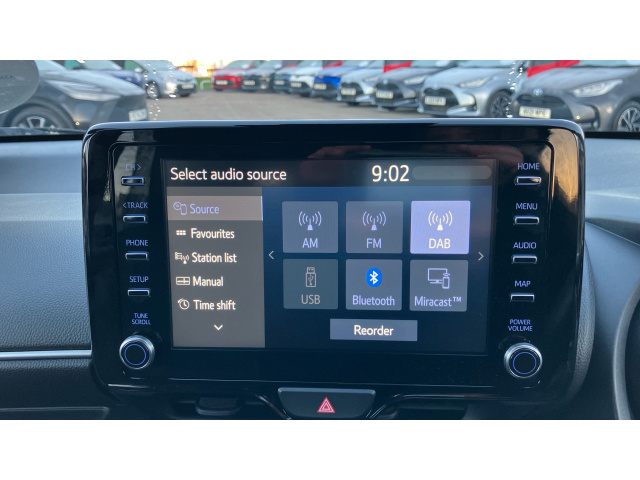 Select audio source
9:02
CH >
< TRACK
PHONE
SETUP
TUNE
SCROLL
Source
Favourites
Station list
Manual
Time shift
AM
FM
DAB
USB
Bluetooth
Miracast™
Reorder
HOME
MENU
AUDIO
MAP
POWER
VOLUME